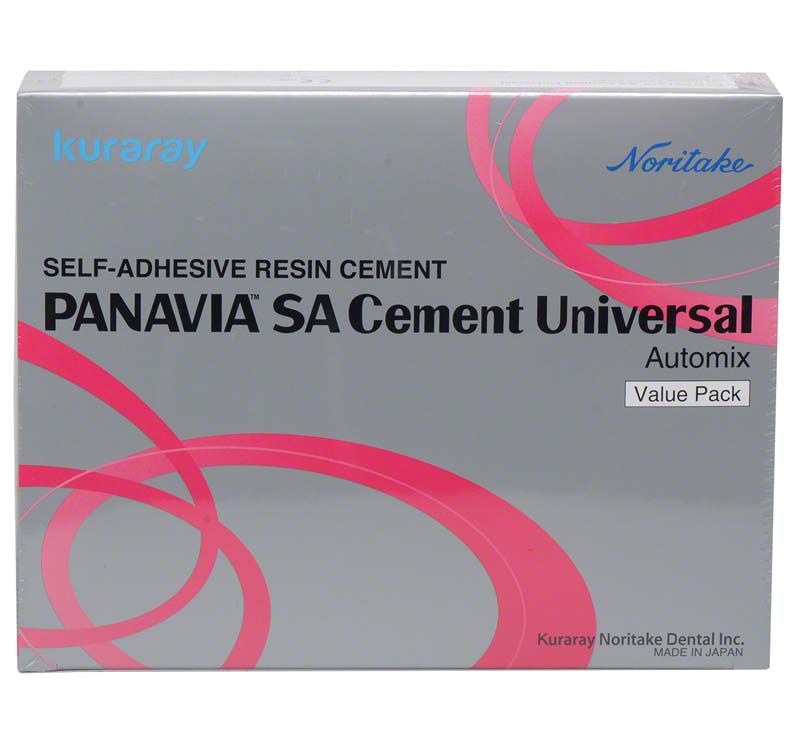 kuraray
Noritake
SELF-ADHESIVE RESIN CEMENT
PANAVIA™ SA Cement Universal
Automix
Value Pack
Kuraray Noritake Dental Inc.
MADE IN JAPAN